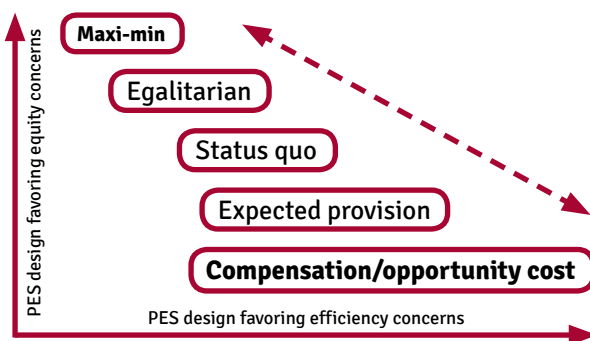 PES design favoring equity concerns
Maxi-min
Egalitarian
Status quo
Expected provision
Compensation/opportunity cost
PES design favoring efficiency concerns